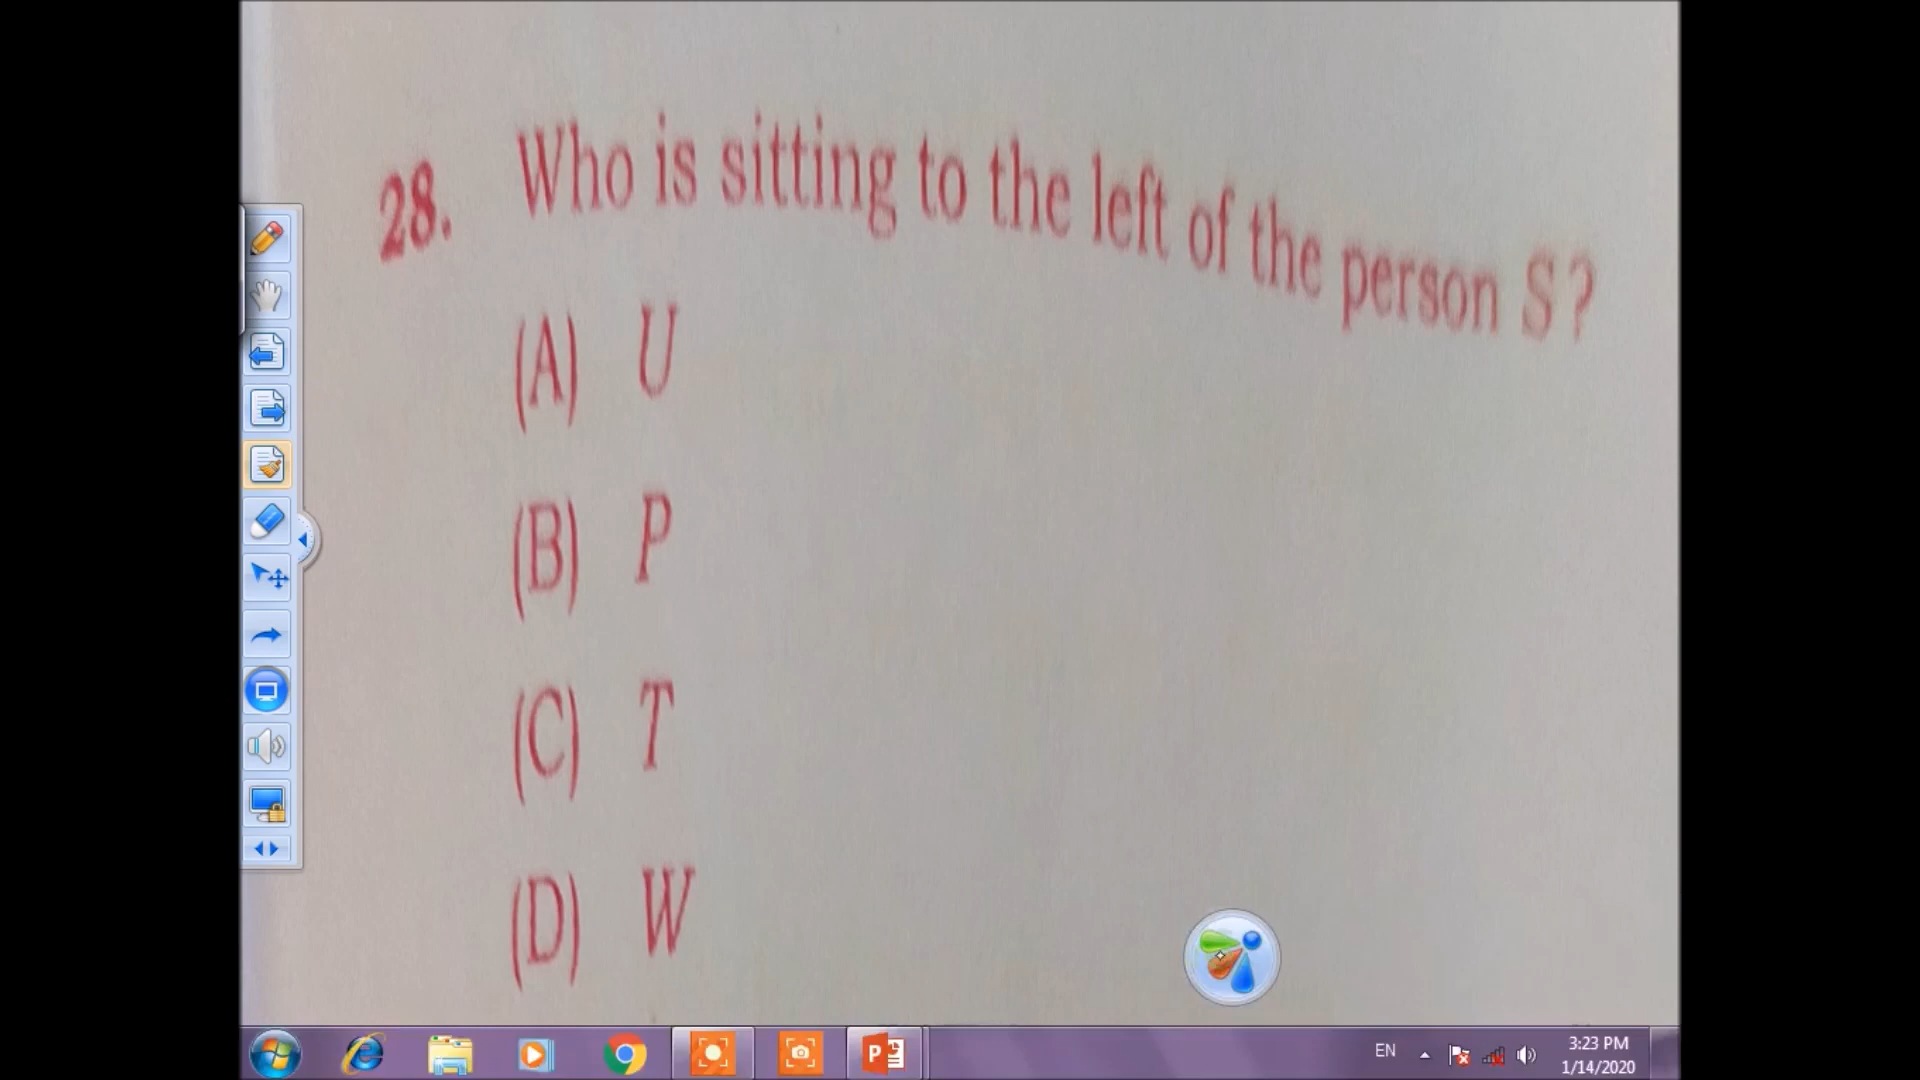 28. Who is sitting to the left of the person S?
(A) U
(B) P
(C) T
(D) W
EN
3:23 PM
1/14/2020